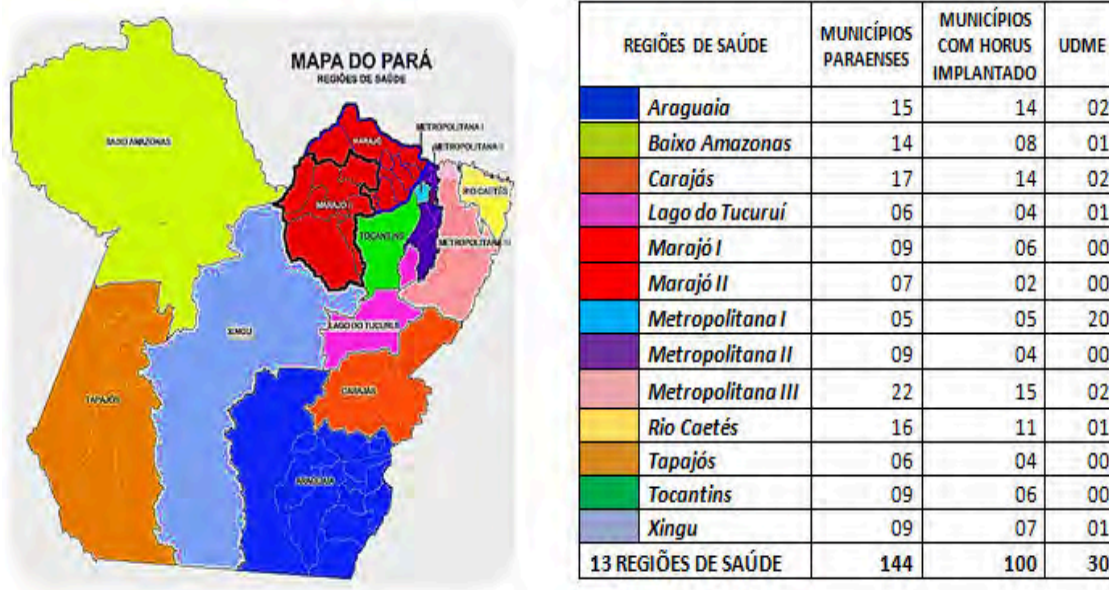 MAPA DO PARÁ
REGIÕES DE SAÚDE
BAIXO AMAZONAS
METROPOLITANA I
METROPOLITANA II
MARAJÓ
RIO CAETÉS
MARAJÓ II
TOCANTINS
METROPOLITANA III
XINGU
LAGO DO TUCURUÍ
TAPAJÓS
CARAJÁS
ARAGUAIA
REGIÕES DE SAÚDE MUNICÍPIOS PARAENSES MUNICÍPIOS COM HORUS IMPLANTADO UDME
Araguaia 15 14 02
Baixo Amazonas 14 08 01
Carajás 17 14 02
Lago do Tucuruí 06 04 01
Marajó I 09 06 00
Marajó II 07 02 00
Metropolitana I 05 05 20
Metropolitana II 09 04 00
Metropolitana III 22 15 02
Rio Caetés 16 11 01
Tapajós 06 04 00
Tocantins 09 06 00
Xingu 09 07 01
13 REGIÕES DE SAÚDE 144 100 30